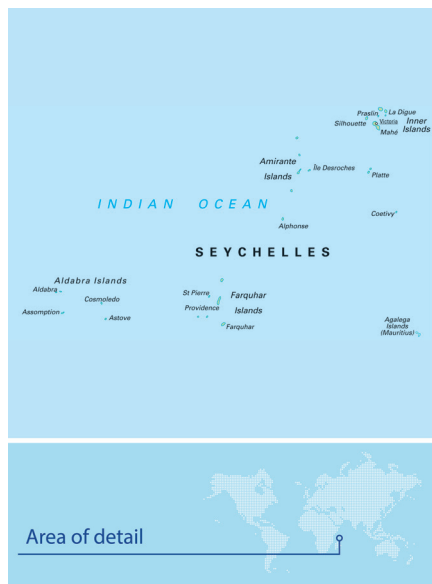 Praslin
La Digue
Silhouette
Victoria
Inner
Islands
Mahé
Amirante
Islands
Île Desroches
Platte
INDIAN OCEAN
Coetivy
Alphonse
SEYCHELLES
Aldabra Islands
Aldabra
Cosmoledo
St Pierre
Farquhar
Islands
Providence
Assompition
Astove
Farquhar
Agalega
Islands
(Mauritius)
Area of detail